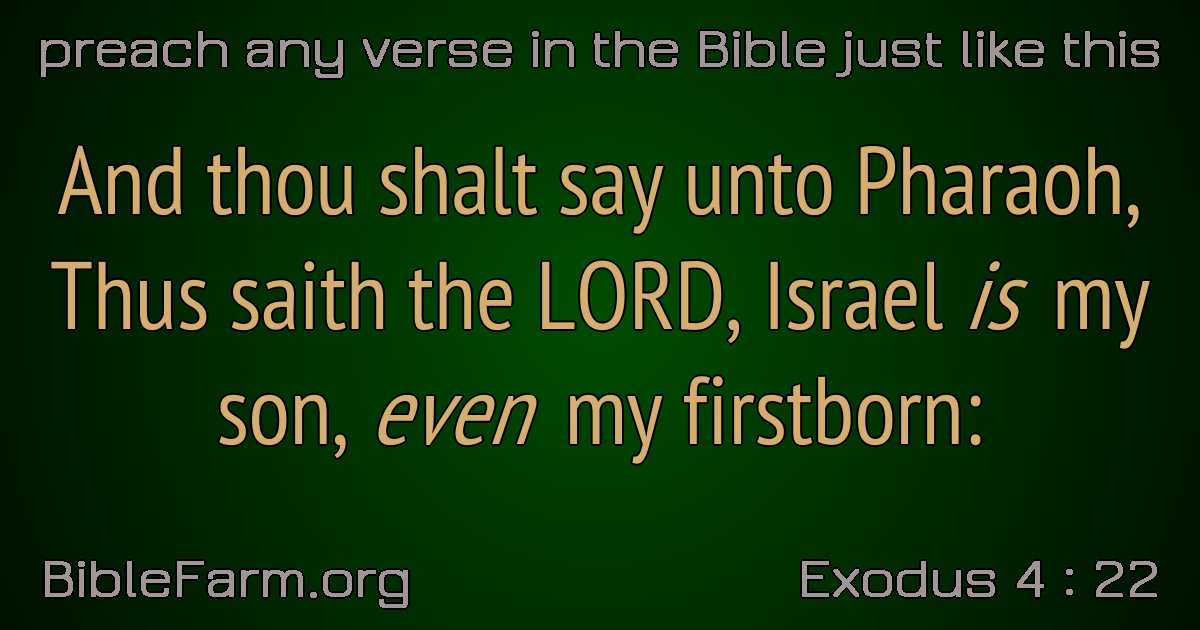 preach any verse in the Bible just like this
And thou shalt say unto Pharaoh,
Thus saith the LORD, Israel is my
son, even my firstborn:
BibleFarm.org
Exodus 4 : 22